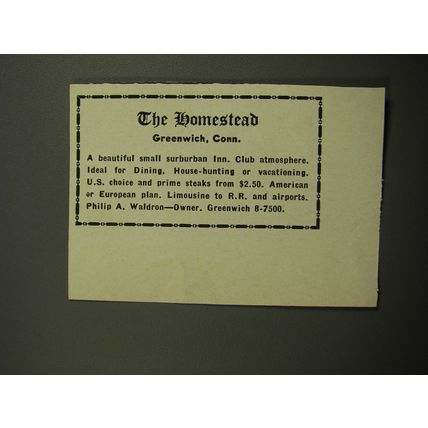 The Homestead
Greenwich, Conn.
A beautiful small surburban Inn. Club atmosphere.
Ideal for Dining, House-hunting or vacationing.
U.S. choice and prime steaks from $2.50. American
or European plan. Limousine to R.R. and airports.
Philip A. Waldron—Owner. Greenwich 8-7500.